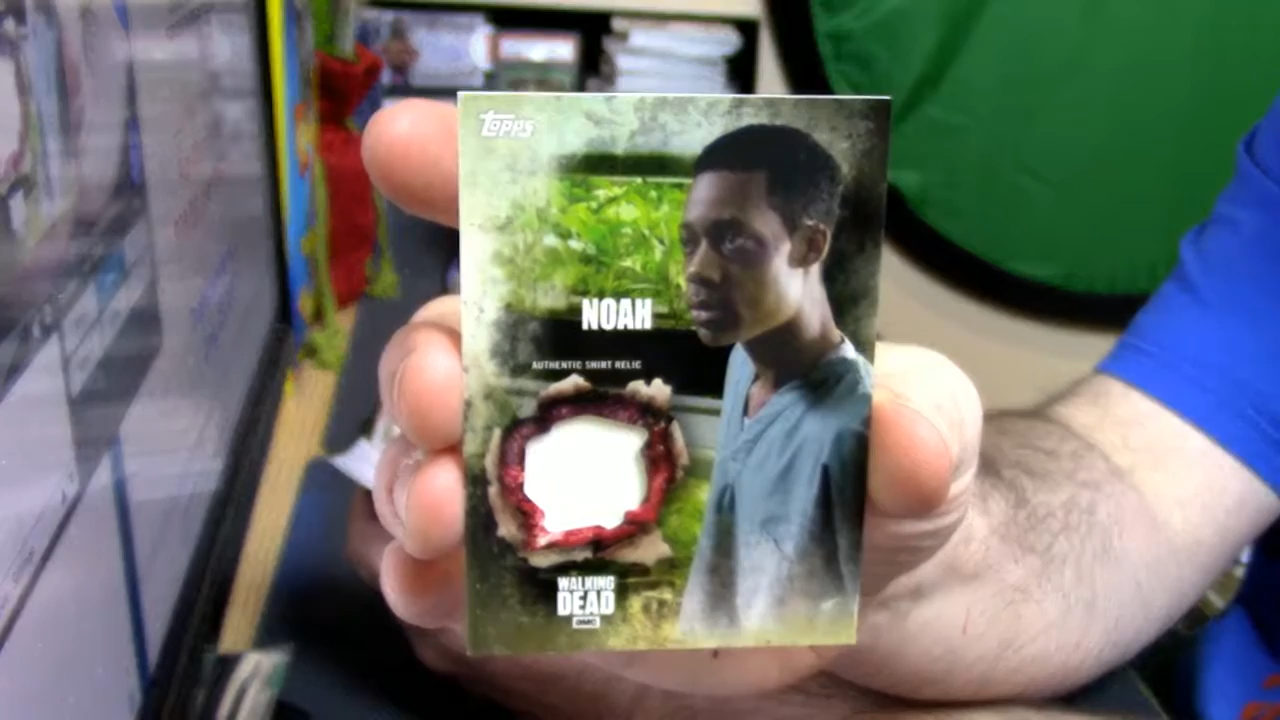 topps
NOAH
AUTHENTIC SHIRT RELIC
WALKING
DEAD
amc